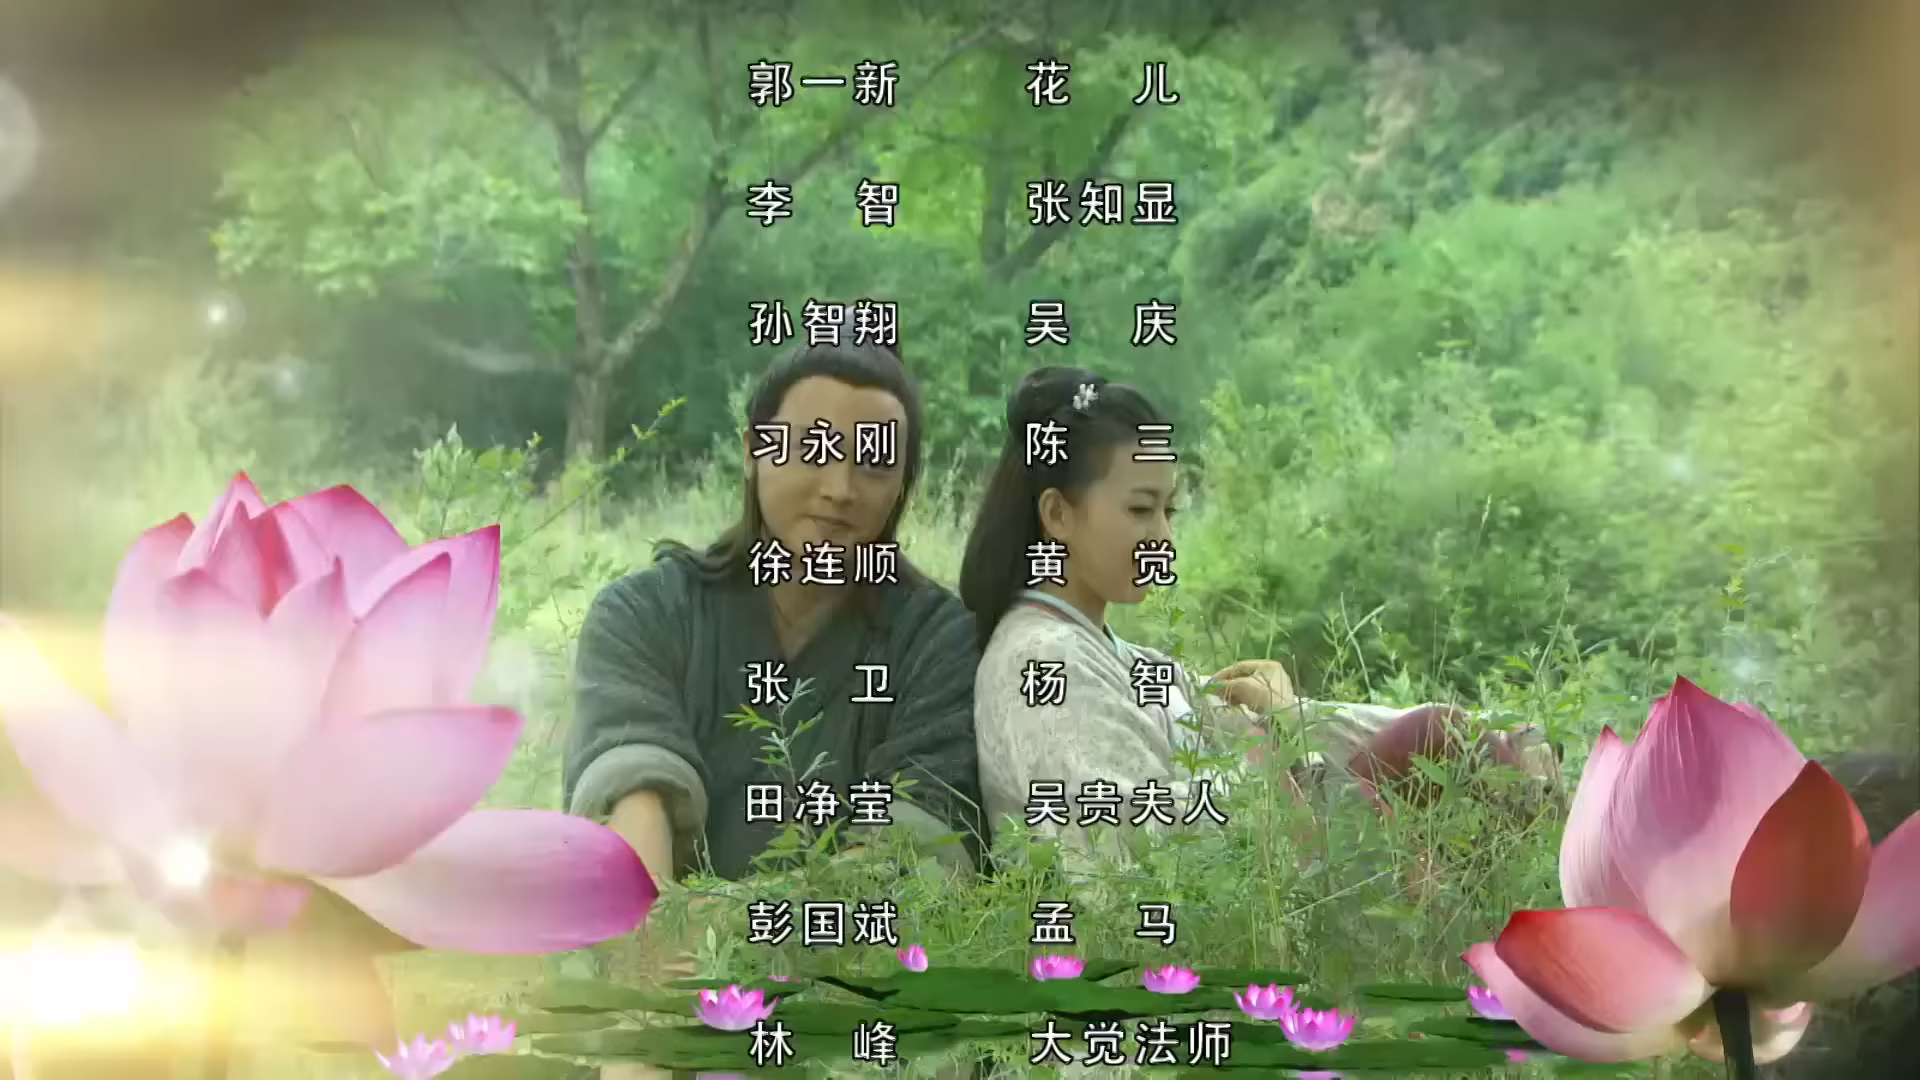 郭一新 花儿
李智 张知显
孙智翔 吴庆
习永刚 陈三
徐连顺 黄觉
张卫 杨智
田净莹 吴贵夫人
彭国斌 孟马
林峰 大觉法师